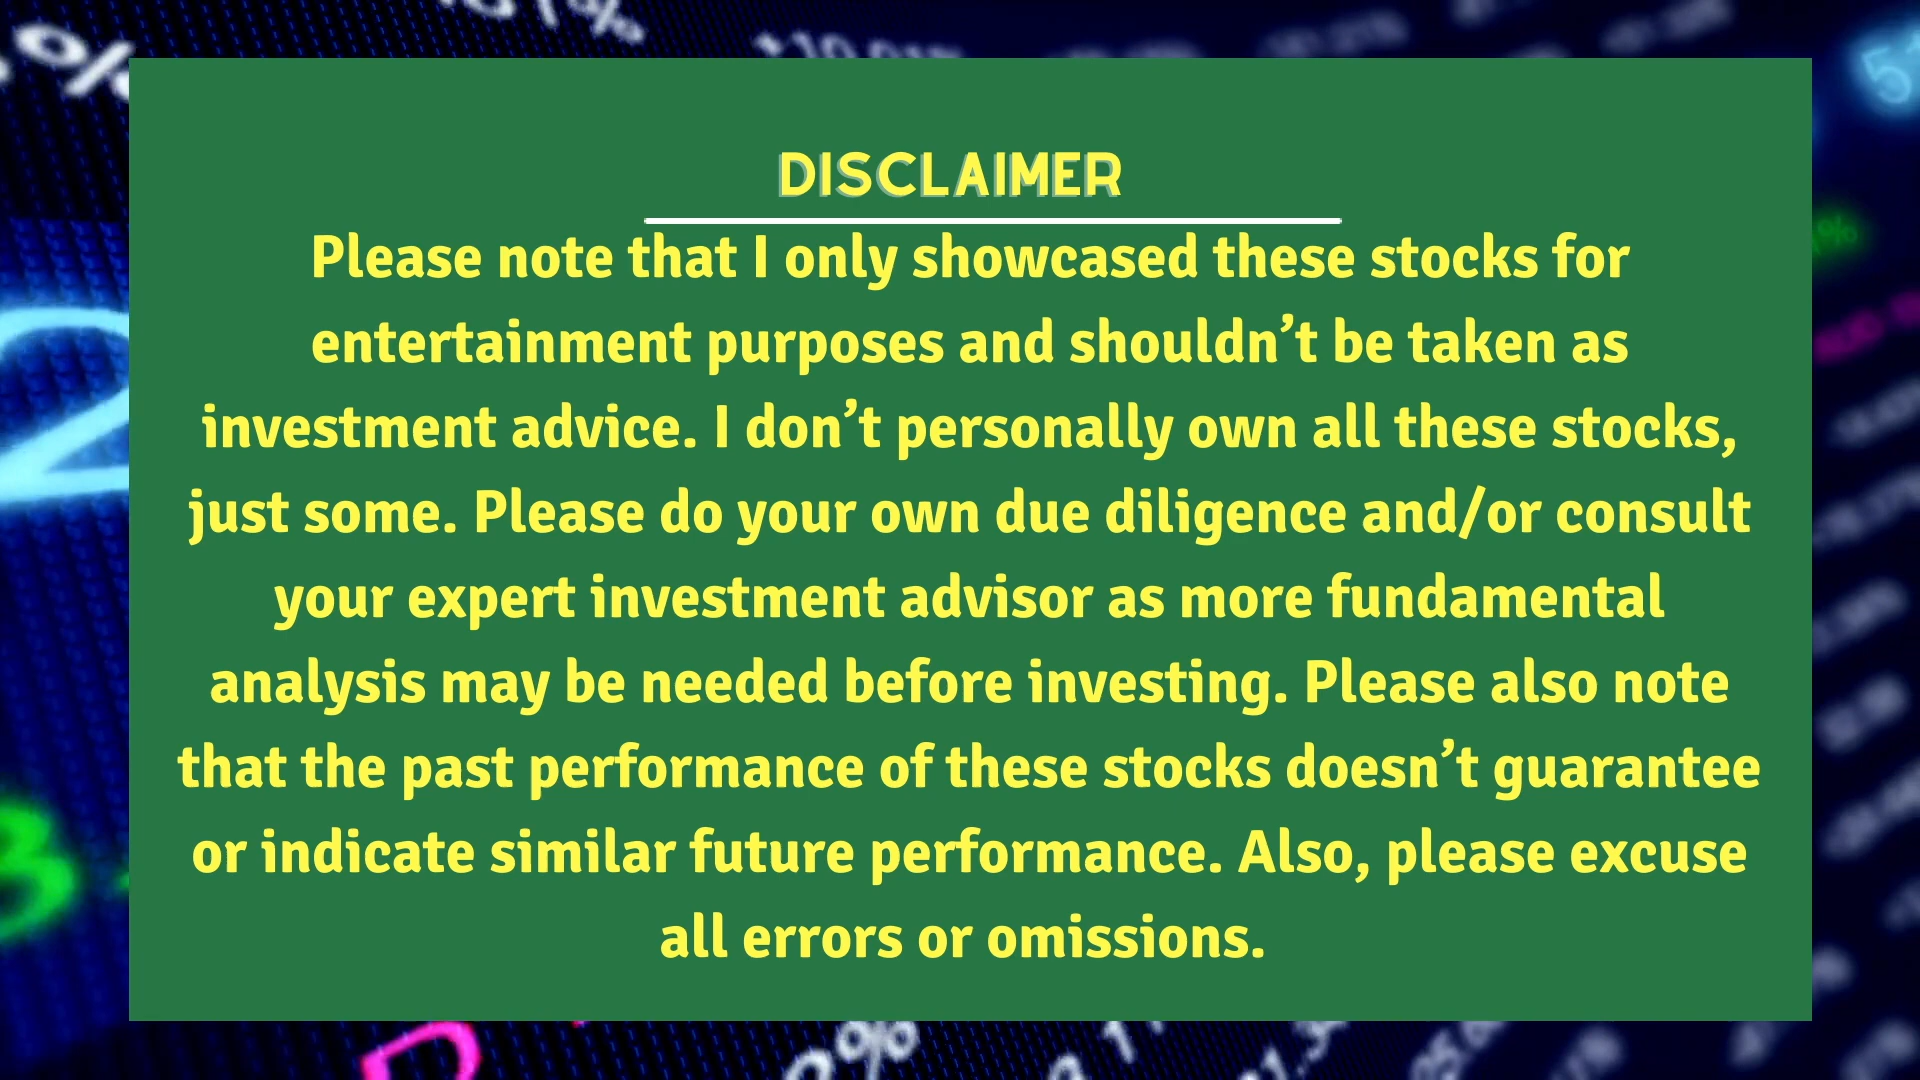 DISCLAIMER
Please note that I only showcased these stocks for
entertainment purposes and shouldn’t be taken as
investment advice. I don’t personally own all these stocks,
just some. Please do your own due diligence and/or consult
your expert investment advisor as more fundamental
analysis may be needed before investing. Please also note
that the past performance of these stocks doesn’t guarantee
or indicate similar future performance. Also, please excuse
all errors or omissions.